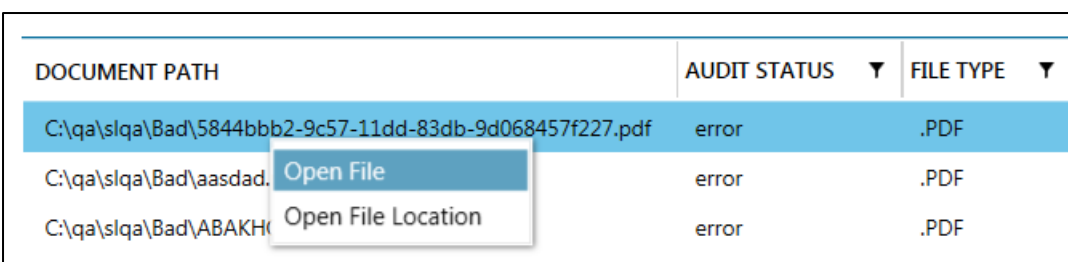 DOCUMENT PATH AUDIT STATUS FILE TYPE
C:\qa\slqa\Bad\5844bbb2-9c57-11dd-83db-9d068457f227.pdf error .PDF
C:\qa\slqa\Bad\aasdad. Open File error .PDF
C:\qa\slqa\Bad\ABAKH Open File Location error .PDF